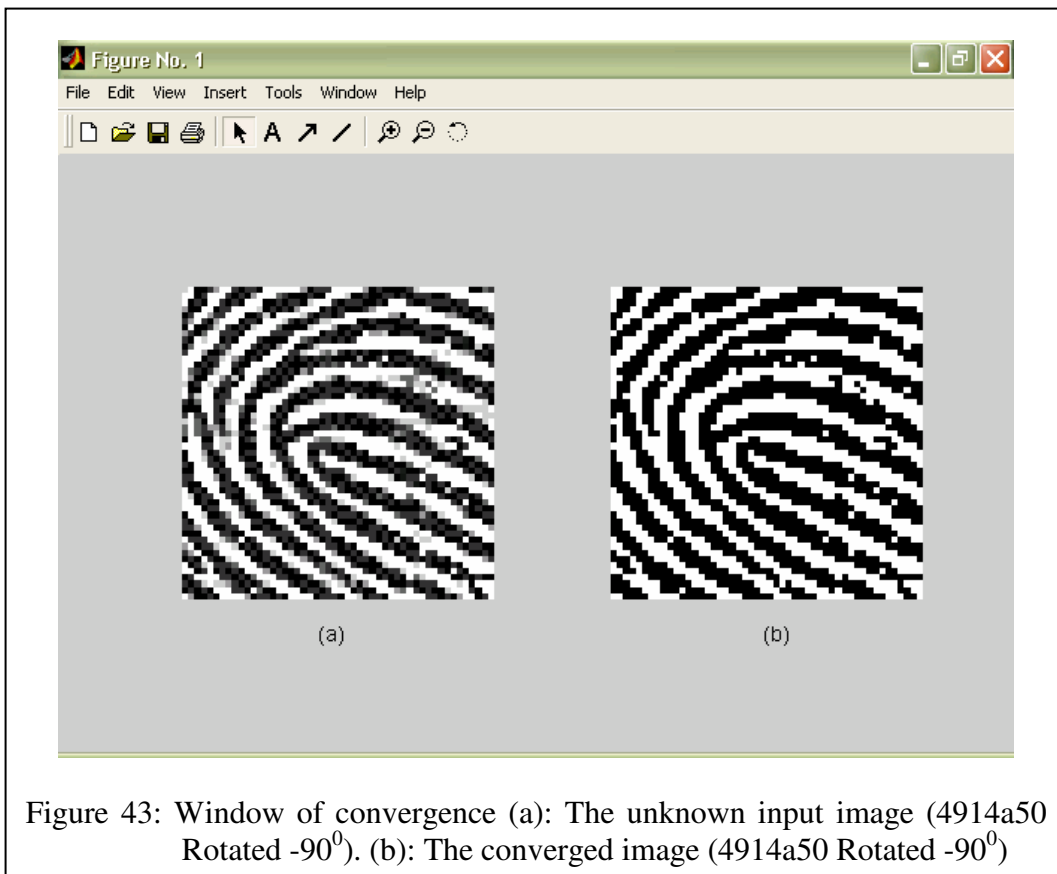 Figure No. 1
File Edit View Insert Tools Window Help
A
(a) (b)
Figure 43: Window of convergence (a): The unknown input image (4914a50
Rotated -90⁰). (b): The converged image (4914a50 Rotated -90⁰)